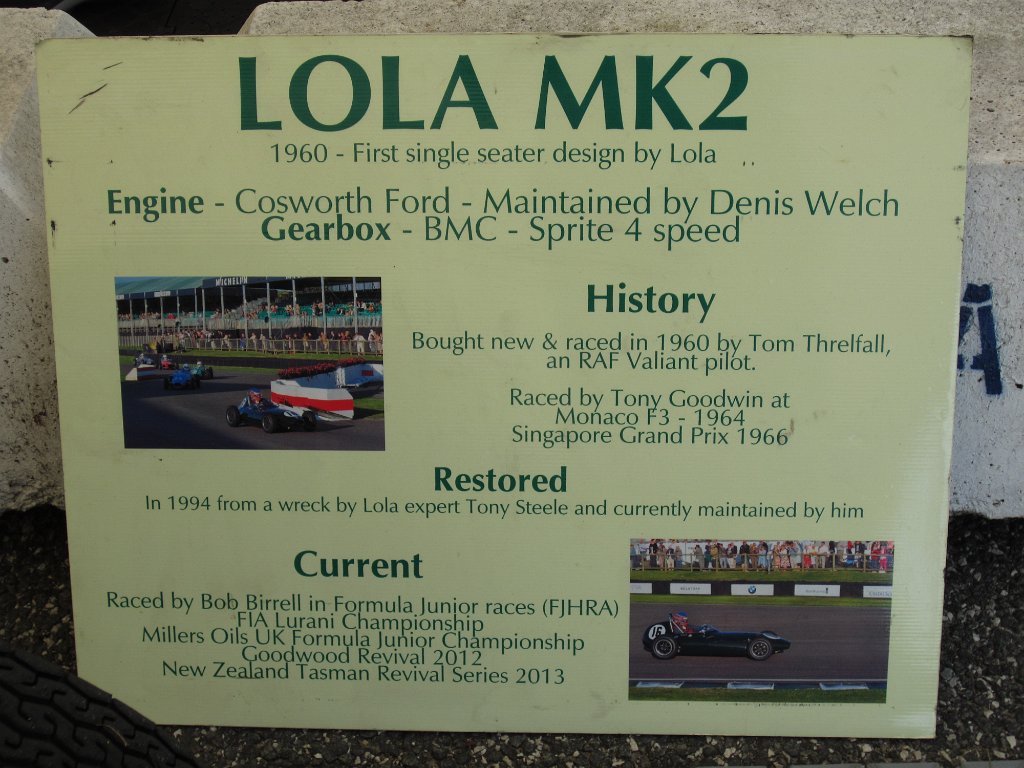 LOLA MK2
1960 - First single seater design by Lola
Engine - Cosworth Ford - Maintained by Denis Welch
Gearbox - BMC - Sprite 4 speed
MICHELIN
History
Bought new & raced in 1960 by Tom Threlfall,
an RAF Valiant pilot.
Raced by Tony Goodwin at
Monaco F3 - 1964
Singapore Grand Prix 1966
Restored
In 1994 from a wreck by Lola expert Tony Steele and currently maintained by him
Current
Raced by Bob Birrell in Formula Junior races (FJHRA)
FIA Lurani Championship
Millers Oils UK Formula Junior Championship
Goodwood Revival 2012
New Zealand Tasman Revival Series 2013
A